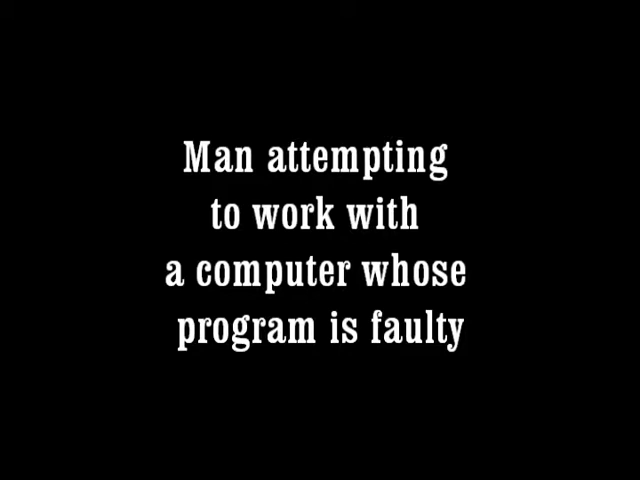 Man attempting
to work with
a computer whose
program is faulty